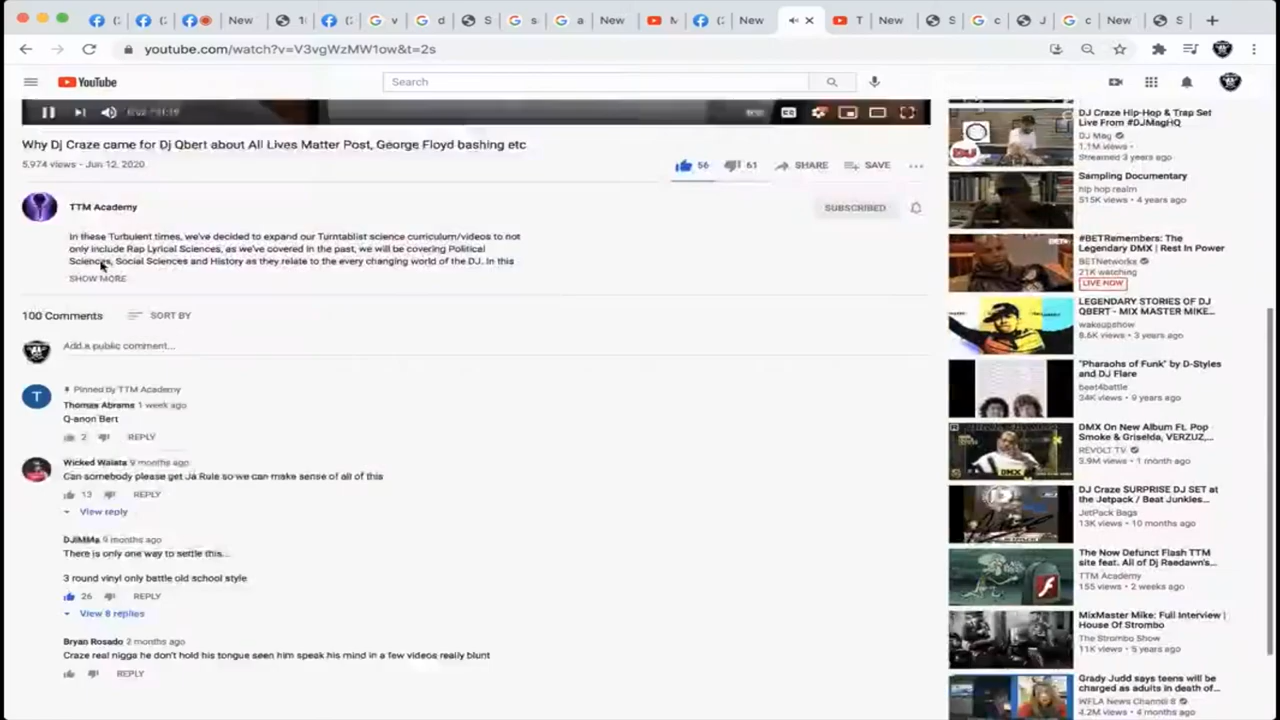 (
(
(
New
1
(
G v
G d
S
G s
G a
New
M
(
New
T
New
S
G c
J
G c
New
S
youtube.com/watch?v=V3vgWzMW1ow&t=2s
YouTube
Search
Why Dj Craze came for Dj Qbert about All Lives Matter Post, George Floyd bashing etc
5,974 views • Jun 12, 2020
56
61
SHARE
SAVE
TTM Academy
SUBSCRIBED
In these Turbulent times, we've decided to expand our Turntablist science curriculum/videos to not
only include Rap Lyrical Sciences, as we've covered in the past, we will be covering Political
Sciences, Social Sciences and History as they relate to the every changing world of the DJ. In this
SHOW MORE
100 Comments
SORT BY
Add a public comment...
Pinned by TTM Academy
T
Thomas Abrams 1 week ago
Q-anon Bert
2
REPLY
Wicked Waiata 9 months ago
Can somebody please get Ja Rule so we can make sense of all of this
13
REPLY
View reply
DJIMMa 9 months ago
There is only one way to settle this...
3 round vinyl only battle old school style
26
REPLY
View 8 replies
Bryan Rosado 2 months ago
Craze real nigga he don't hold his tongue seen him speak his mind in a few videos really blunt
REPLY
DJ Craze Hip-Hop & Trap Set
Live From #DJMagHQ
DJ Mag
1.1M views •
Streamed 3 years ago
Sampling Documentary
hip hop realm
515K views • 4 years ago
#BETRemembers: The
Legendary DMX | Rest In Power
BETNetworks
21K watching
LIVE NOW
LEGENDARY STORIES OF DJ
QBERT - MIX MASTER MIKE...
wakeupshow
8.6K views • 3 years ago
"Pharaohs of Funk" by D-Styles
and DJ Flare
beet4battle
24K views • 9 years ago
DMX On New Album Ft. Pop
Smoke & Griselda, VERZUZ,...
REVOLT TV
3.9M views • 1 month ago
DJ Craze SURPRISE DJ SET at
the Jetpack / Beat Junkies...
JetPack Bags
13K views • 10 months ago
The Now Defunct Flash TTM
site feat. All of Dj Raedawn's...
TTM Academy
155 views • 2 weeks ago
MixMaster Mike: Full Interview |
House Of Strombo
The Strombo Show
11K views • 5 years ago
Grady Judd says teens will be
charged as adults in death of...
WFLA News Channel 8
4.2M views • 4 months ago